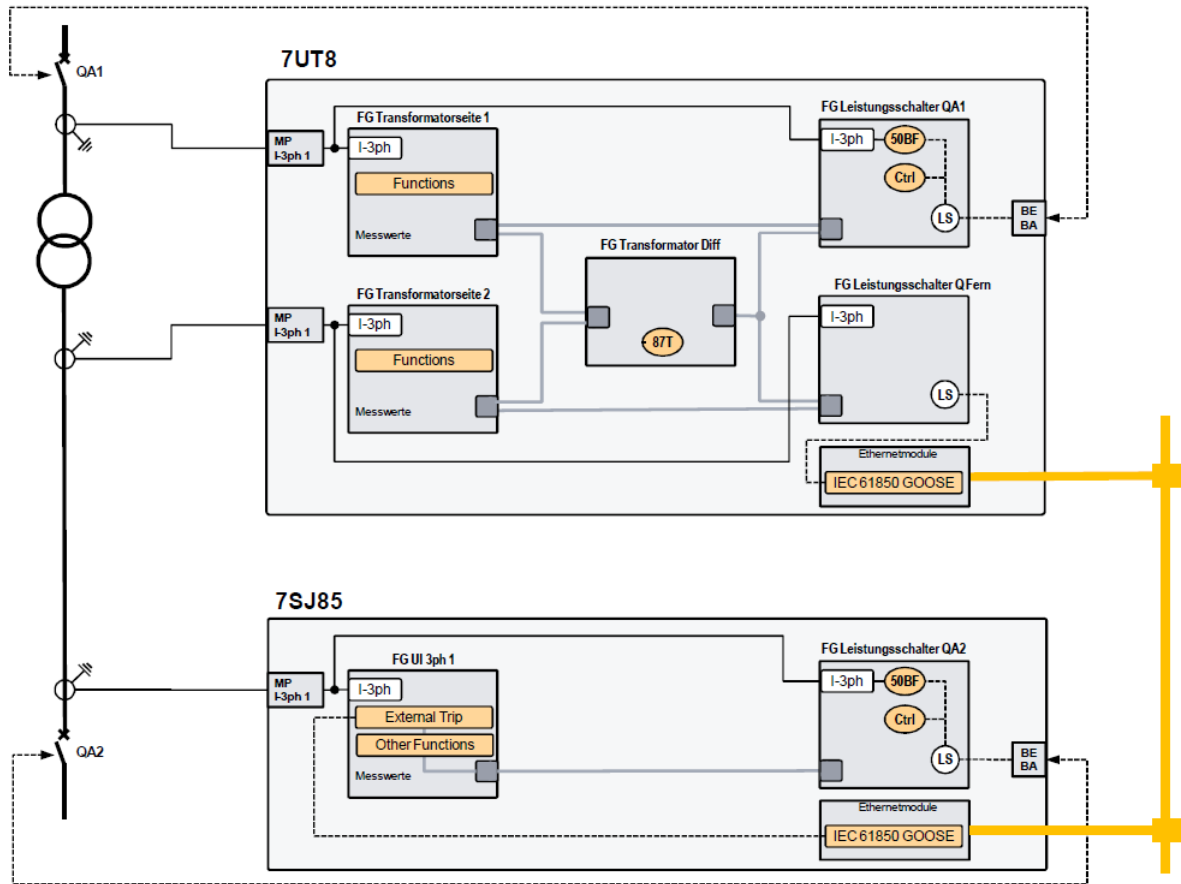 QA1
7UT8
MP
I-3ph 1
FG Transformatorseite 1
I-3ph
Functions
Messwerte
FG Leistungsschalter QA1
I-3ph
50BF
Ctrl
LS
BE
BA
FG Transformator Diff
87T
MP
I-3ph 1
FG Transformatorseite 2
I-3ph
Functions
Messwerte
FG Leistungsschalter Q Fern
I-3ph
LS
Ethernetmodule
IEC 61850 GOOSE
7SJ85
MP
I-3ph 1
FG UI 3ph 1
I-3ph
External Trip
Other Functions
Messwerte
FG Leistungsschalter QA2
I-3ph
50BF
Ctrl
LS
BE
BA
Ethernetmodule
IEC 61850 GOOSE
QA2